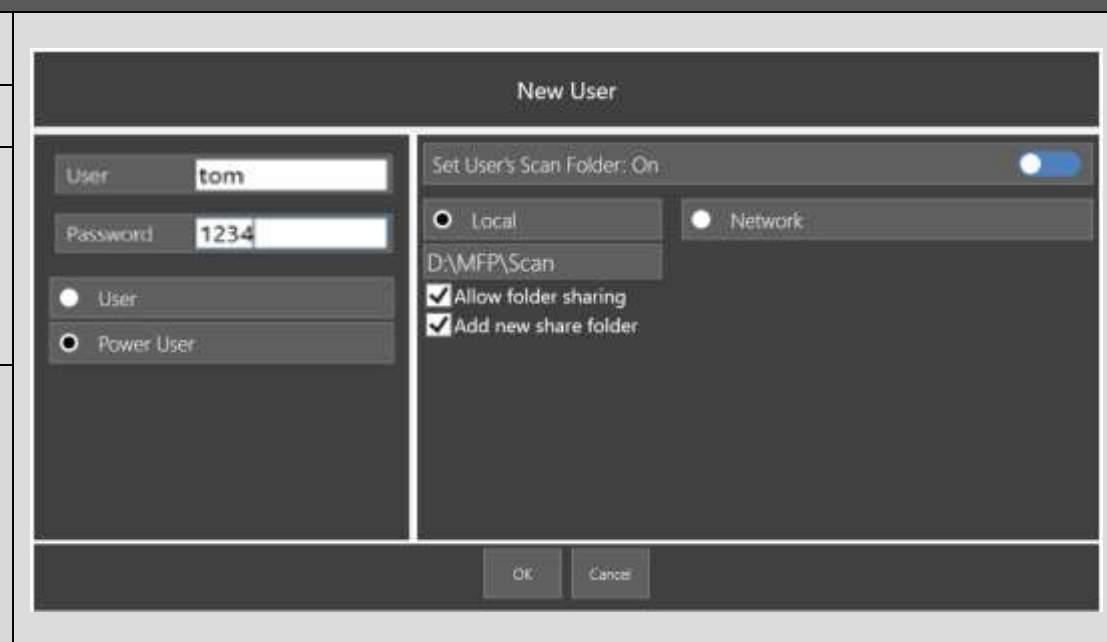 New User
User tom
Password 1234
User
Power User
Set User's Scan Folder: On
Local
Network
D:\MFP\Scan
Allow folder sharing
Add new share folder
OK
Cancel